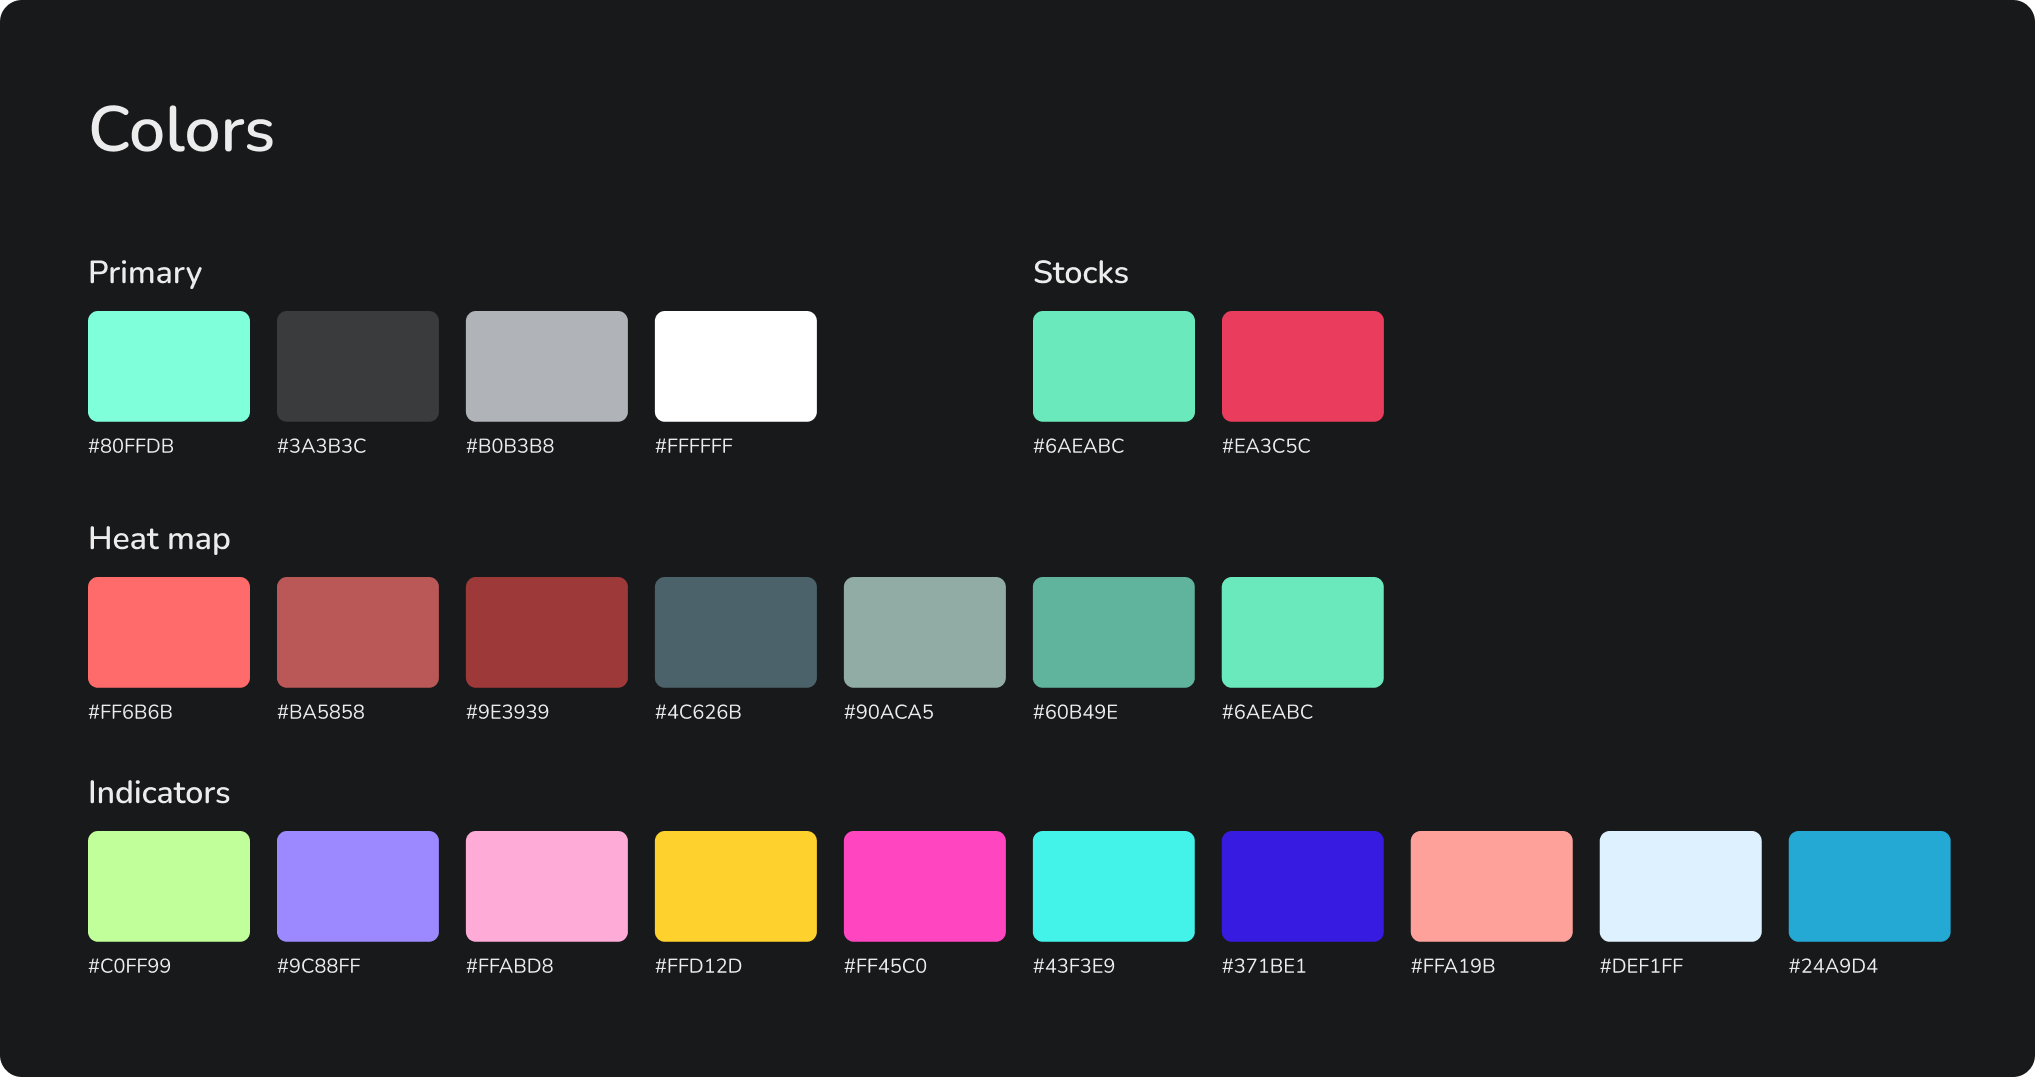 Colors
Primary
#80FFDB
#3A3B3C
#B0B3B8
#FFFFFF
Stocks
#6AEABC
#EA3C5C
Heat map
#FF6B6B
#BA5858
#9E3939
#4C626B
#90ACA5
#60B49E
#6AEABC
Indicators
#C0FF99
#9C88FF
#FFABD8
#FFD12D
#FF45C0
#43F3E9
#371BE1
#FFA19B
#DEF1FF
#24A9D4